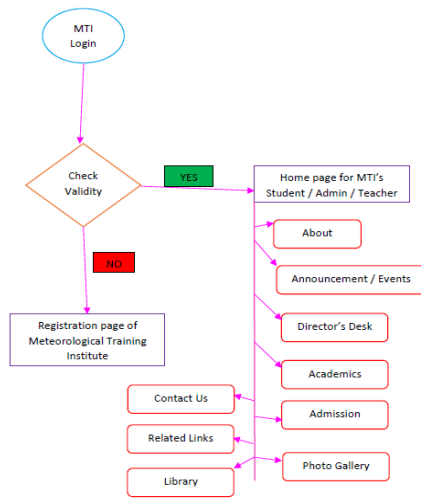 MTI
Login
Check
Validity
YES
Home page for MTI's
Student / Admin / Teacher
About
NO
Announcement / Events
Registration page of
Meteorological Training
Institute
Director's Desk
Academics
Contact Us
Admission
Related Links
Photo Gallery
Library